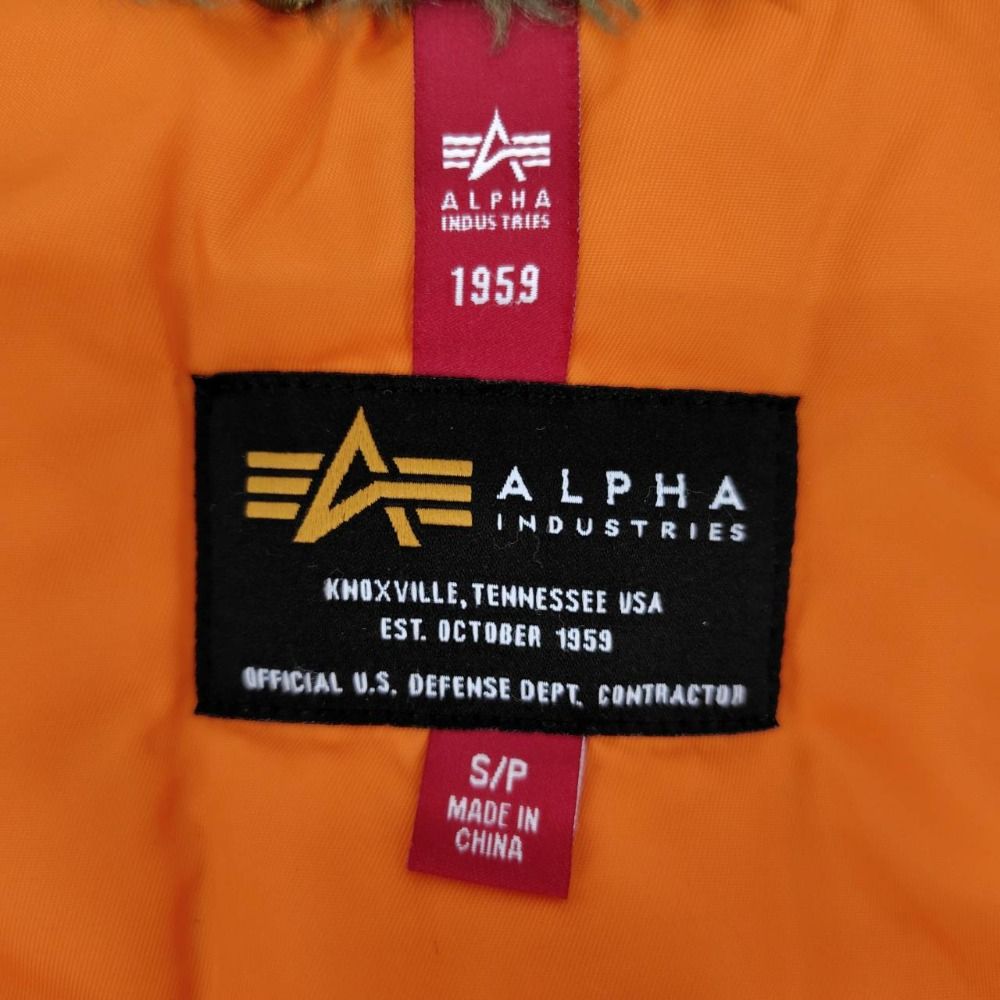 ALPHA
INDUSTRIES
1959
ALPHA
INDUSTRIES
KNOXVILLE, TENNESSEE USA
EST. OCTOBER 1959
OFFICIAL U.S. DEFENSE DEPT. CONTRACTOR
S/P
MADE IN
CHINA